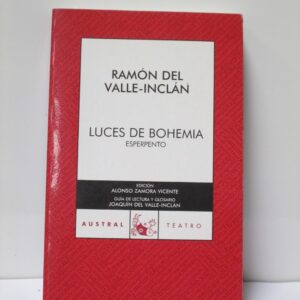 RAMÓN DEL
VALLE-INCLÁN
LUCES DE BOHEMIA
ESPERPENTO
EDICIÓN
ALONSO ZAMORA VICENTE
GUÍA DE LECTURA Y GLOSARIO
JOAQUÍN DEL VALLE-INCLÁN
AUSTRAL TEATRO